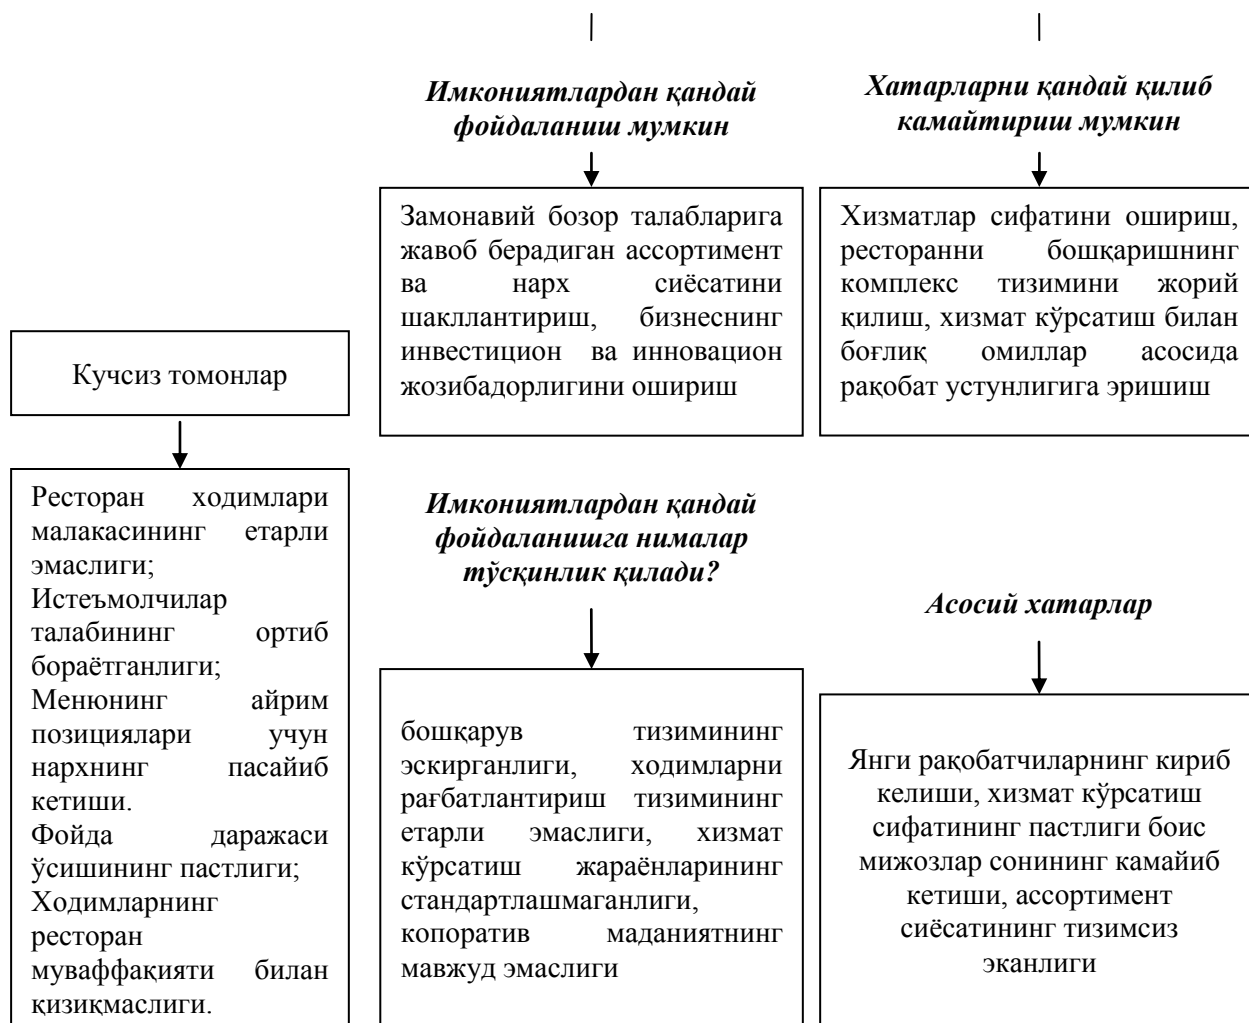 Имкониятлардан қандай
фойдаланиш мумкин
Хатарларни қандай қилиб
камайтириш мумкин
Замонавий бозор талабларига
жавоб берадиган ассортимент
ва нарх сиёсатини
шакллантириш, бизнеснинг
инвестицион ва инновацион
жозибадорлигини ошириш
Хизматлар сифатини ошириш,
ресторанни бошқаришнинг
комплекс тизимини жорий
қилиш, хизмат кўрсатиш билан
боғлиқ омиллар асосида
рақобат устунлигига эришиш
Кучсиз томонлар
Ресторан ходимлари
малакасининг етарли
эмаслиги;
Истеъмолчилар
талабининг ортиб
бораётганлиги;
Менюнинг айрим
позициялари учун
нархнинг пасайиб
кетиши.
Фойда даражаси
ўсишининг пастлиги;
Ходимларнинг
ресторан
муваффақияти билан
қизиқмаслиги.
Имкониятлардан қандай
фойдаланишга нималар
тўсқинлик қилади?
бошқарув тизимининг
эскирганлиги, ходимларни
рағбатлантириш тизимининг
етарли эмаслиги, хизмат
кўрсатиш жараёнларининг
стандартлашмаганлиги,
копоратив маданиятнинг
мавжуд эмаслиги
Асосий хатарлар
Янги рақобатчиларнинг кириб
келиши, хизмат кўрсатиш
сифатининг пастлиги боис
мижозлар сонининг камайиб
кетиши, ассортимент
сиёсатининг тизимсиз
эканлиги